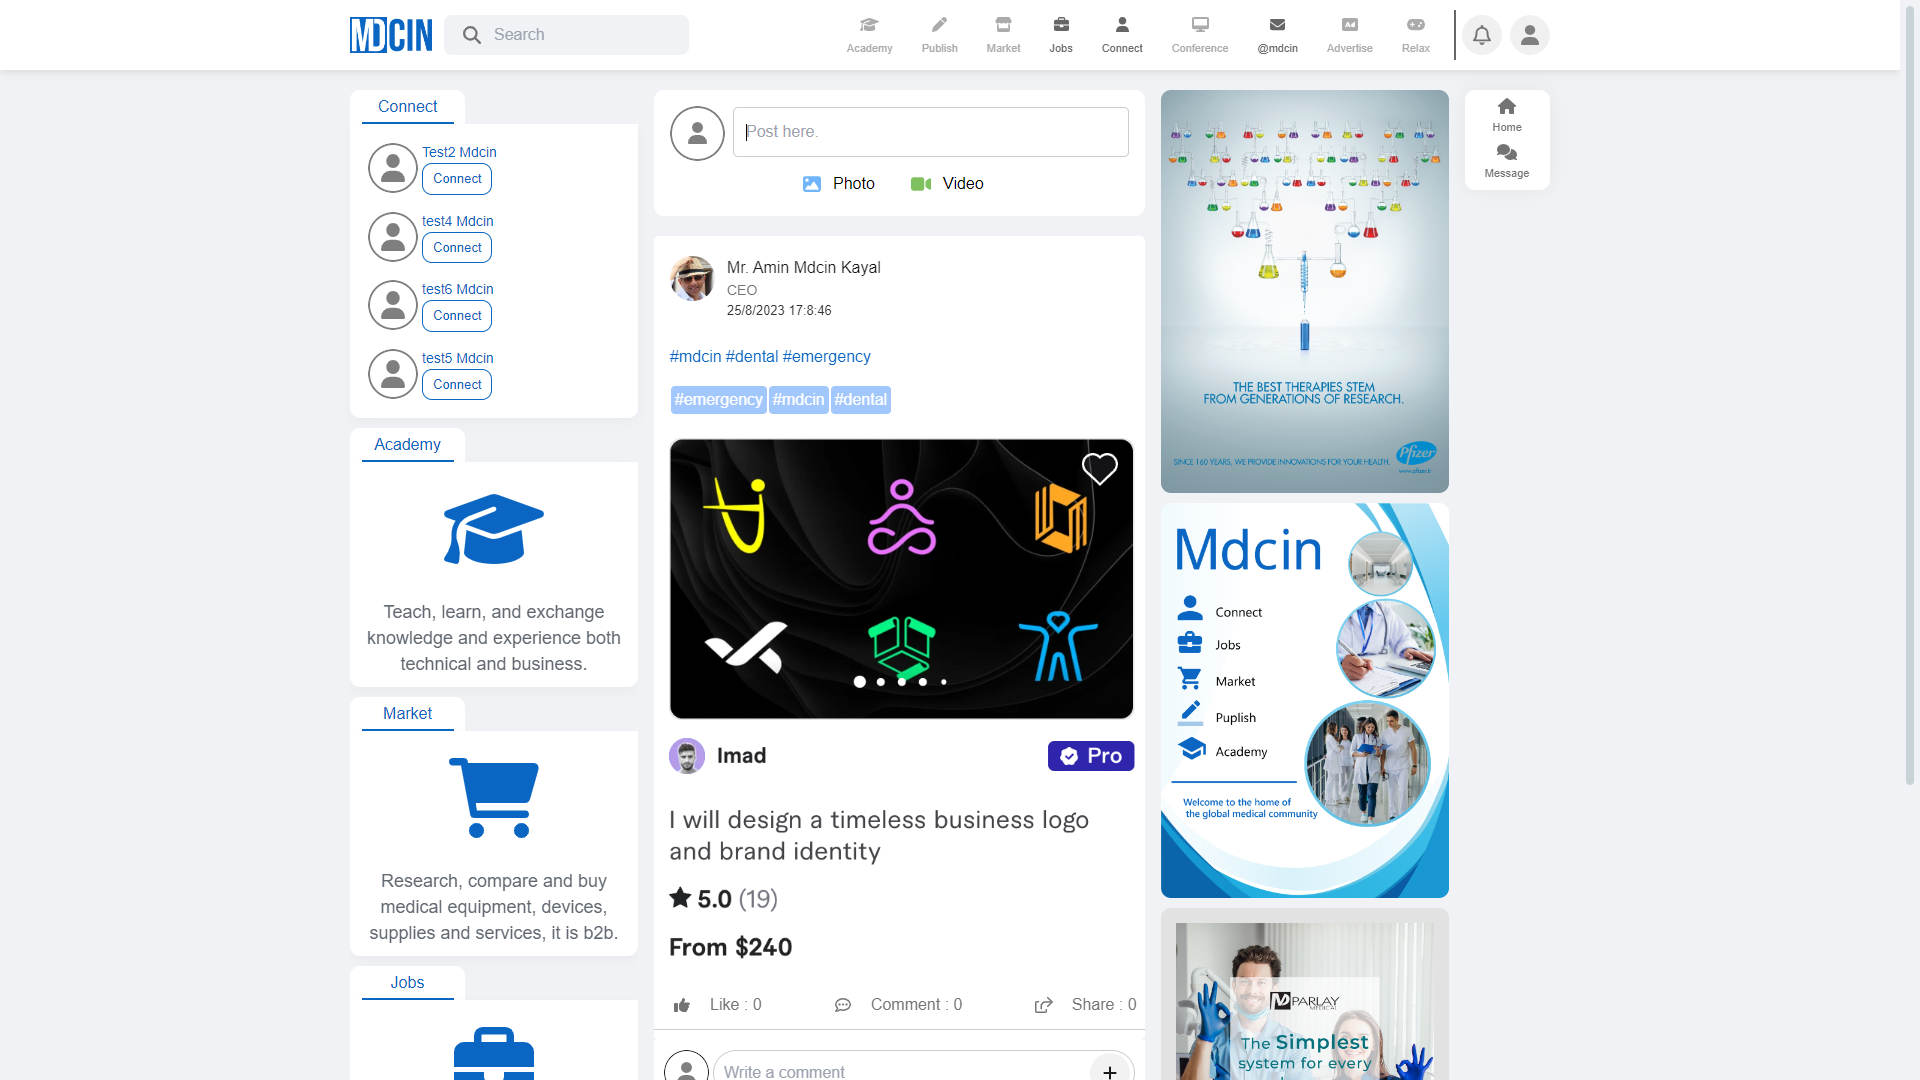 MDCIN
Search
Academy
Publish
Market
Jobs
Connect
Conference
@mdcin
Advertise
Relax
Connect
Test2 Mdcin
Connect
test4 Mdcin
Connect
test6 Mdcin
Connect
test5 Mdcin
Connect
Academy
Teach, learn, and exchange
knowledge and experience both
technical and business.
Market
Research, compare and buy
medical equipment, devices,
supplies and services, it is b2b.
Jobs
Post here.
Photo
Video
Mr. Amin Mdcin Kayal
CEO
25/8/2023 17:8:46
#mdcin #dental #emergency
#emergency #mdcin #dental
Imad
Pro
I will design a timeless business logo
and brand identity
5.0 (19)
From $240
Like : 0
Comment : 0
Share : 0
Write a comment
THE BEST THERAPIES STEM
FROM GENERATIONS OF RESEARCH.
SINCE 160 YEARS, WE PROVIDE INNOVATIONS FOR YOUR HEALTH.
Pfizer
www.pfizer.fr
Mdcin
Connect
Jobs
Market
Puplish
Academy
Welcome to the home of
the global medical community
PARLAY
MEDICAL
The Simplest
system for every
Home
Message